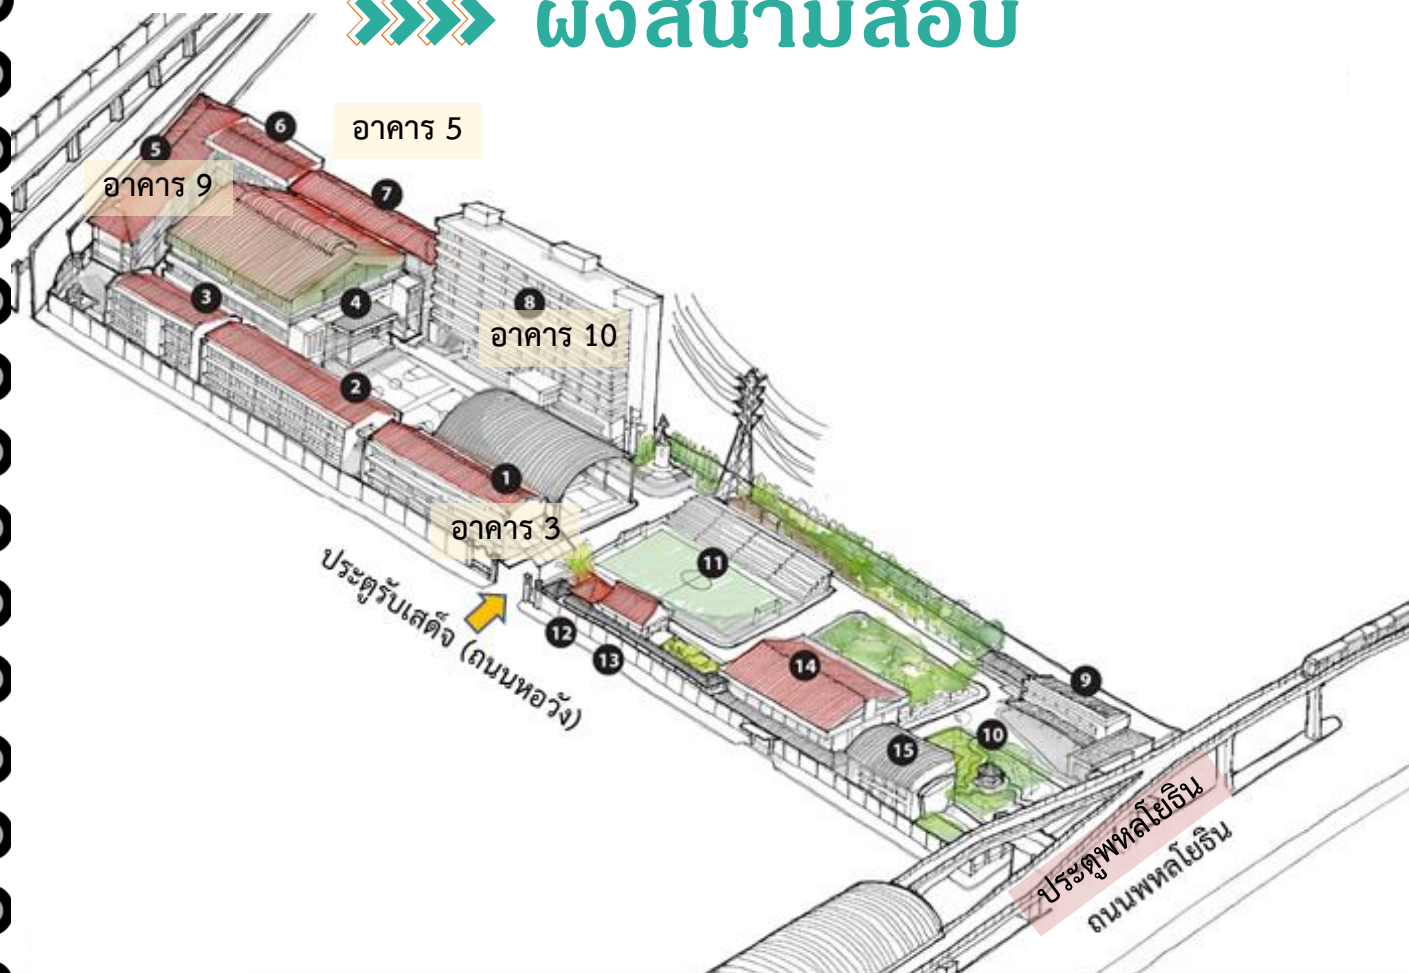 ผังสนามสอบ
อาคาร 5
6
5
อาคาร 9
7
3
4
8
อาคาร 10
2
1
อาคาร 3
ประตูรับเสด็จ (ถนนหอวัง)
11
12
13
14
9
10
15
ประตูพหลโยธิน
ถนนพหลโยธิน